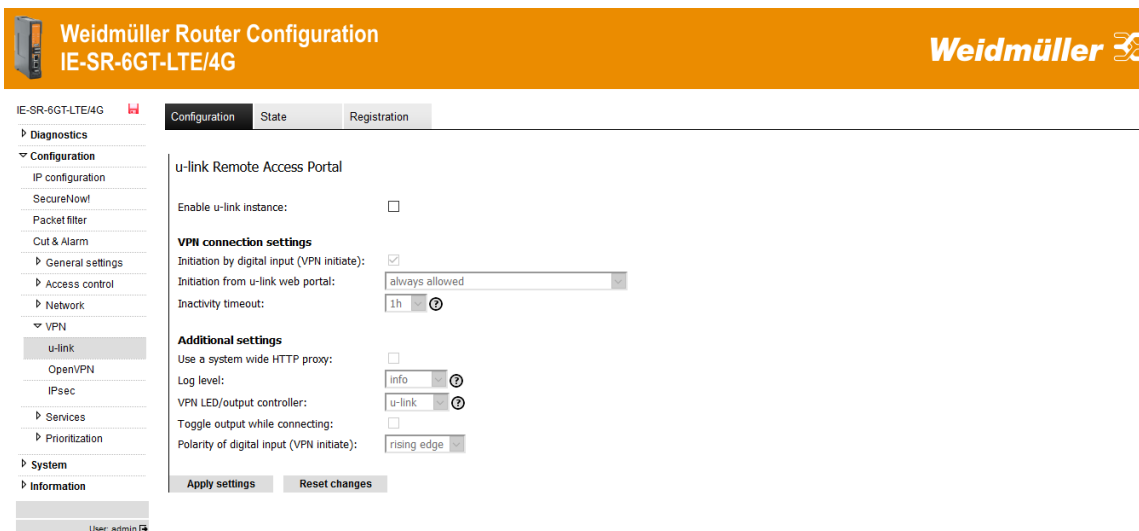 Weidmüller Router Configuration
IE-SR-6GT-LTE/4G
Weidmüller
IE-SR-6GT-LTE/4G
Diagnostics
Configuration
IP configuration
SecureNow!
Packet filter
Cut & Alarm
General settings
Access control
Network
VPN
u-link
OpenVPN
IPsec
Services
Prioritization
System
Information
User: admin
Configuration State Registration
u-link Remote Access Portal
Enable u-link instance:
VPN connection settings
Initiation by digital input (VPN initiate):
Initiation from u-link web portal: always allowed
Inactivity timeout: 1h ?
Additional settings
Use a system wide HTTP proxy:
Log level: info ?
VPN LED/output controller: u-link ?
Toggle output while connecting:
Polarity of digital input (VPN initiate): rising edge
Apply settings Reset changes